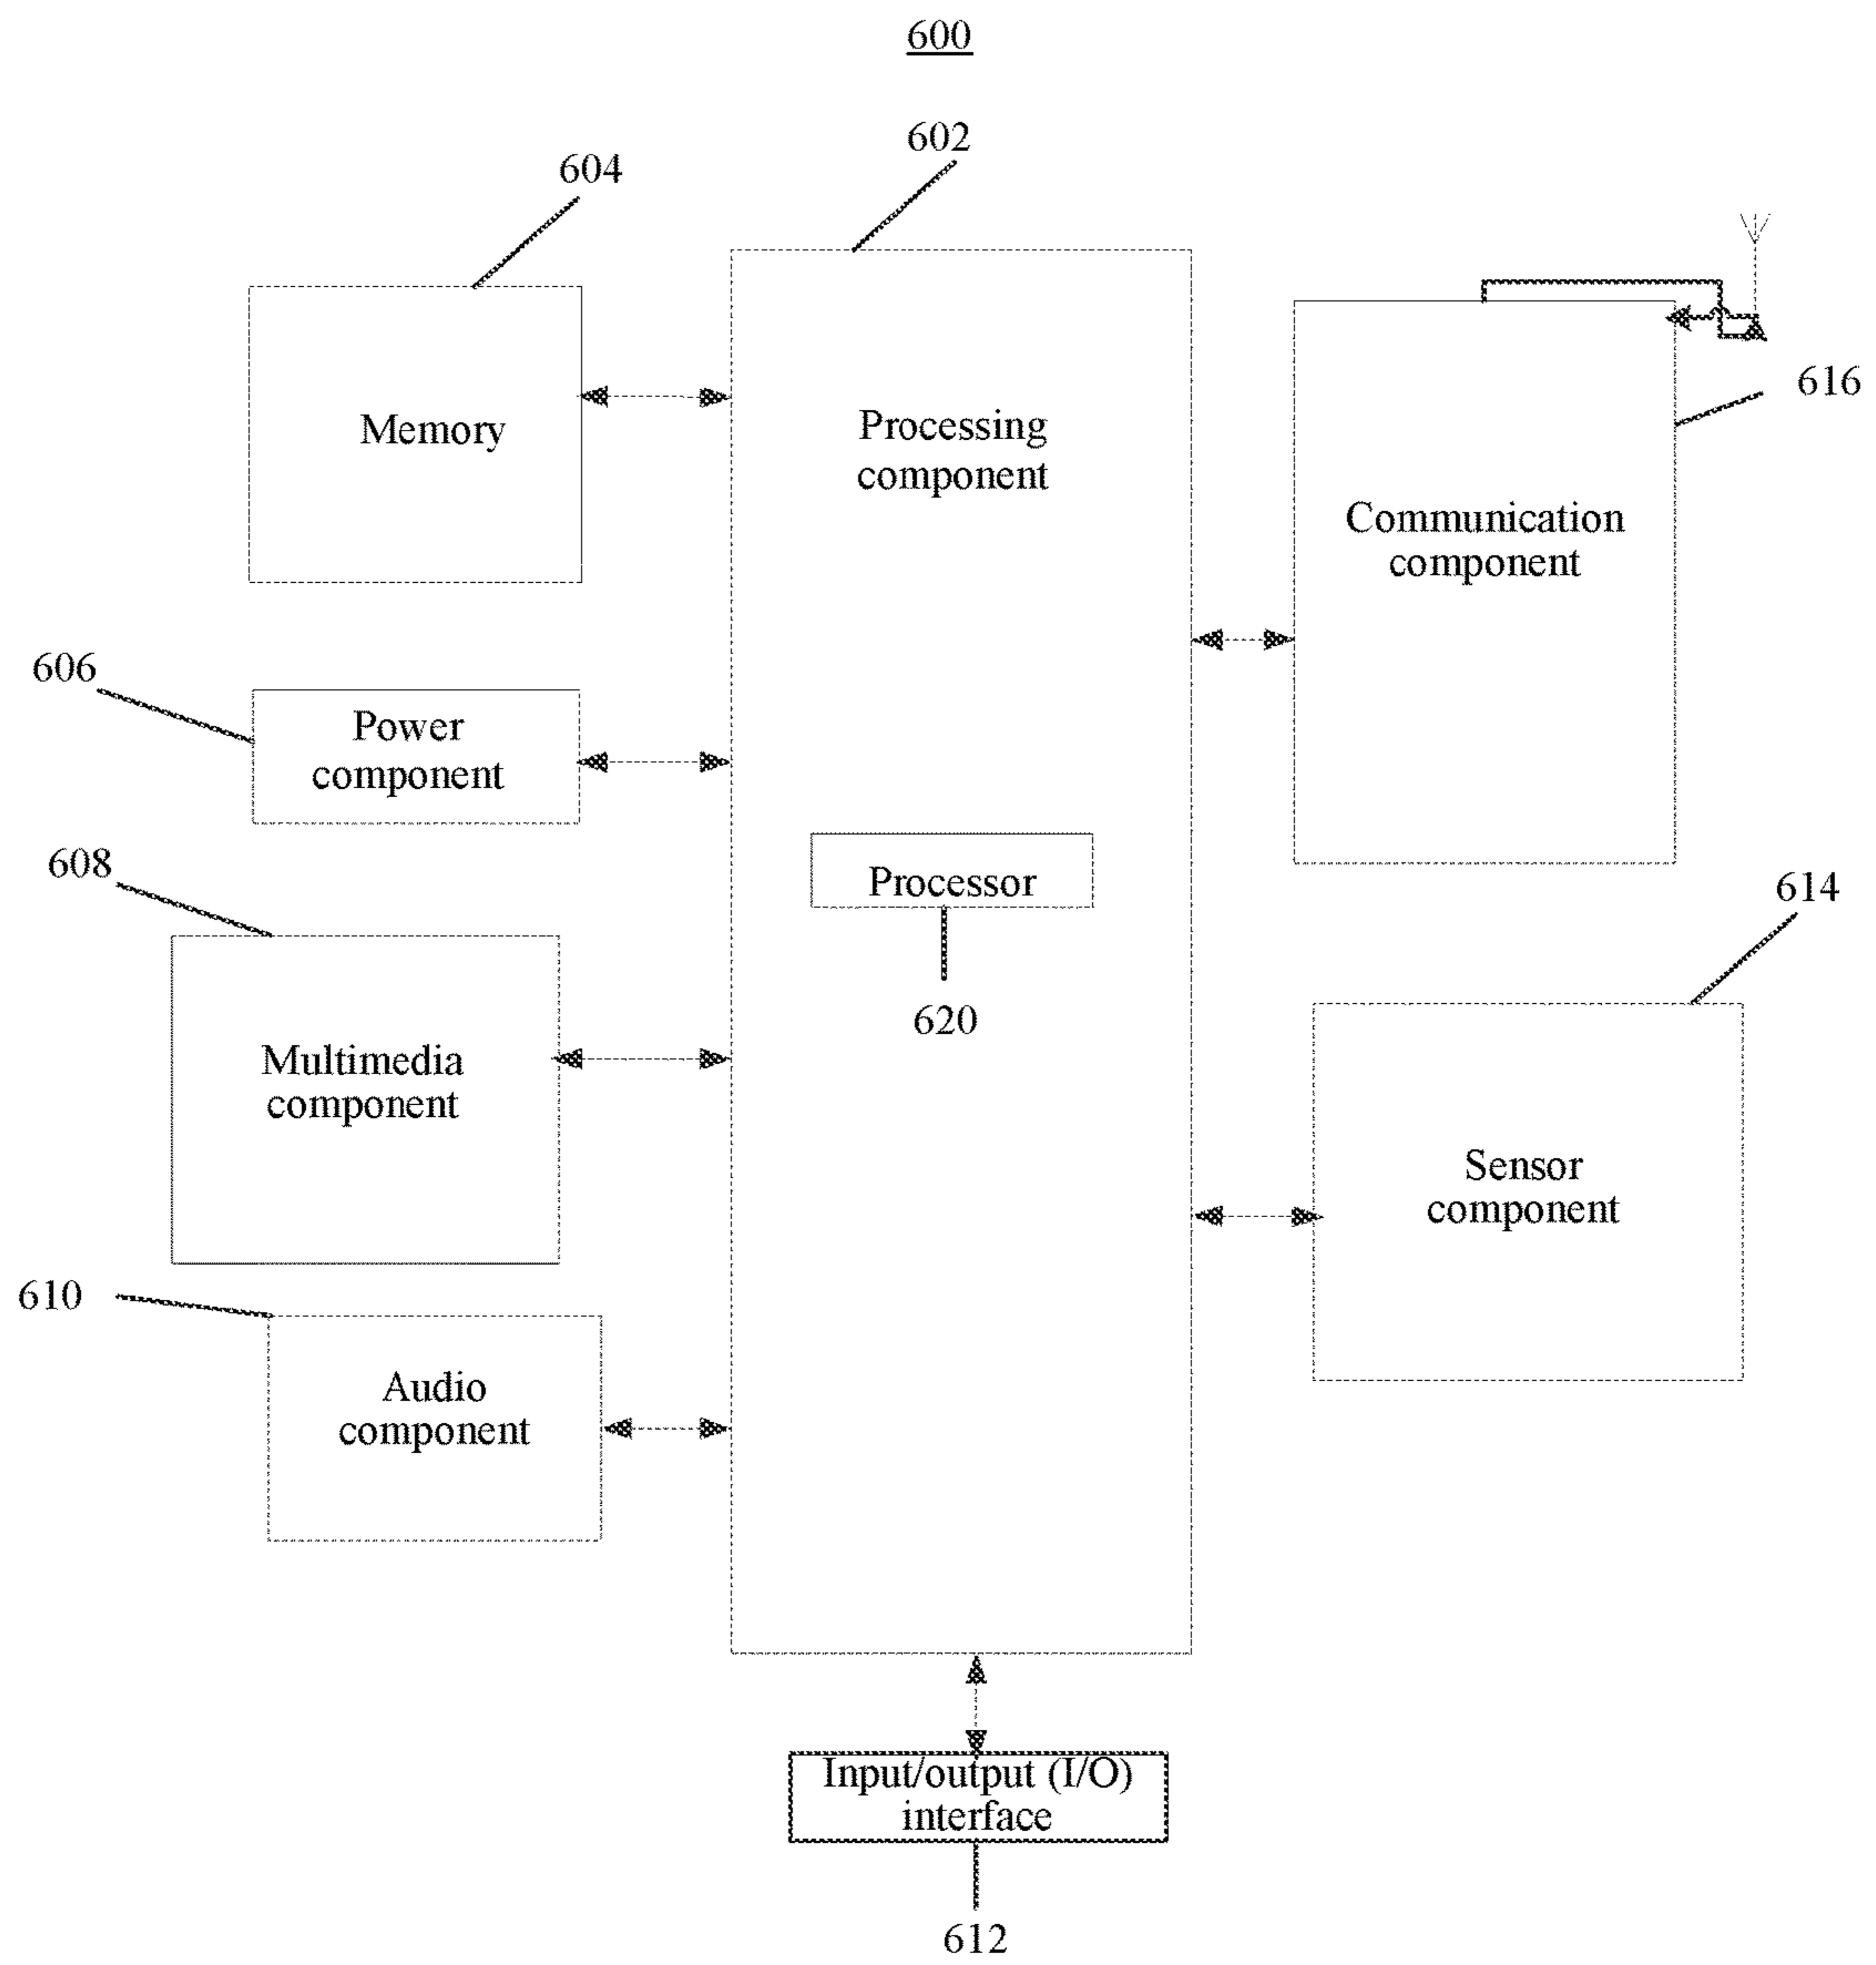 600
602
604
Memory
Processing
component
616
Communication
component
606
Power
component
608
Processor
620
614
Multimedia
component
Sensor
component
610
Audio
component
Input/output (I/O)
interface
612